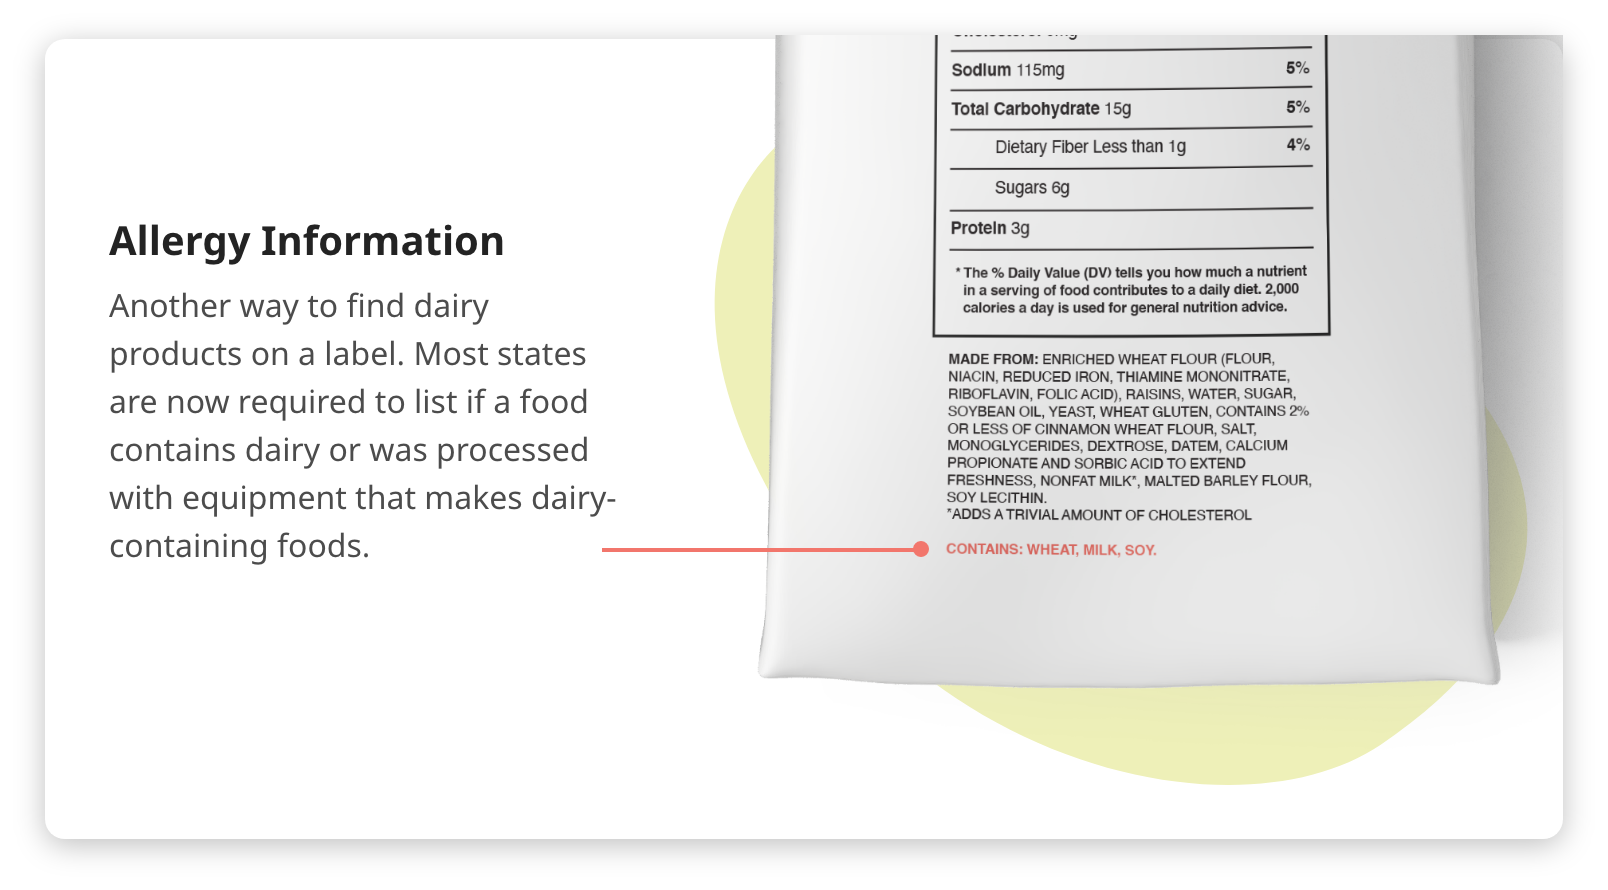 Allergy Information
Another way to find dairy
products on a label. Most states
are now required to list if a food
contains dairy or was processed
with equipment that makes dairy-
containing foods.
Sodium 115mg 5%
Total Carbohydrate 15g 5%
Dietary Fiber Less than 1g 4%
Sugars 6g
Protein 3g
* The % Daily Value (DV) tells you how much a nutrient
in a serving of food contributes to a daily diet. 2,000
calories a day is used for general nutrition advice.
MADE FROM: ENRICHED WHEAT FLOUR (FLOUR,
NIACIN, REDUCED IRON, THIAMINE MONONITRATE,
RIBOFLAVIN, FOLIC ACID), RAISINS, WATER, SUGAR,
SOYBEAN OIL, YEAST, WHEAT GLUTEN, CONTAINS 2%
OR LESS OF CINNAMON WHEAT FLOUR, SALT,
MONOGLYCERIDES, DEXTROSE, DATEM, CALCIUM
PROPIONATE AND SORBIC ACID TO EXTEND
FRESHNESS, NONFAT MILK*, MALTED BARLEY FLOUR,
SOY LECITHIN.
*ADDS A TRIVIAL AMOUNT OF CHOLESTEROL
CONTAINS: WHEAT, MILK, SOY.